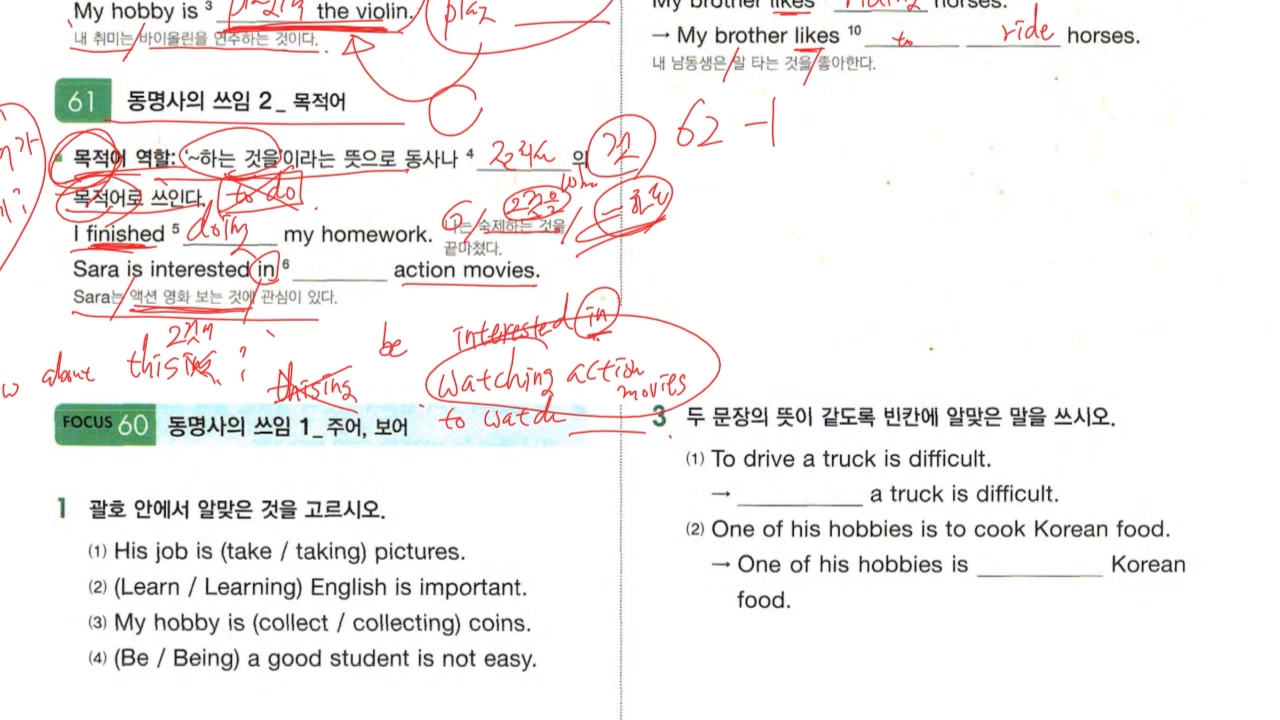 My hobby is ³ playing the violin.
내 취미는 바이올린을 연주하는 것이다.
61 동명사의 쓰임 2_ 목적어
목적어 역할: '~하는 것을'이라는 뜻으로 동사나 ⁴ 전치사 의
목적어로 쓰인다. to do
I finished ⁵ doing my homework. 나는 숙제하는 것을
끝마쳤다.
Sara is interested in ⁶ ________ action movies.
Sara는 액션 영화 보는 것에 관심이 있다.
be interested in
about thising ?
thising
watching action
movies
to watch
FOCUS 60 동명사의 쓰임 1_ 주어, 보어
1 괄호 안에서 알맞은 것을 고르시오.
(1) His job is (take / taking) pictures.
(2) (Learn / Learning) English is important.
(3) My hobby is (collect / collecting) coins.
(4) (Be / Being) a good student is not easy.
My brother likes riding horses.
→ My brother likes ¹⁰ to ride horses.
내 남동생은 말 타는 것을 좋아한다.
62 -1
3 두 문장의 뜻이 같도록 빈칸에 알맞은 말을 쓰시오.
(1) To drive a truck is difficult.
→ __________ a truck is difficult.
(2) One of his hobbies is to cook Korean food.
→ One of his hobbies is __________ Korean
food.